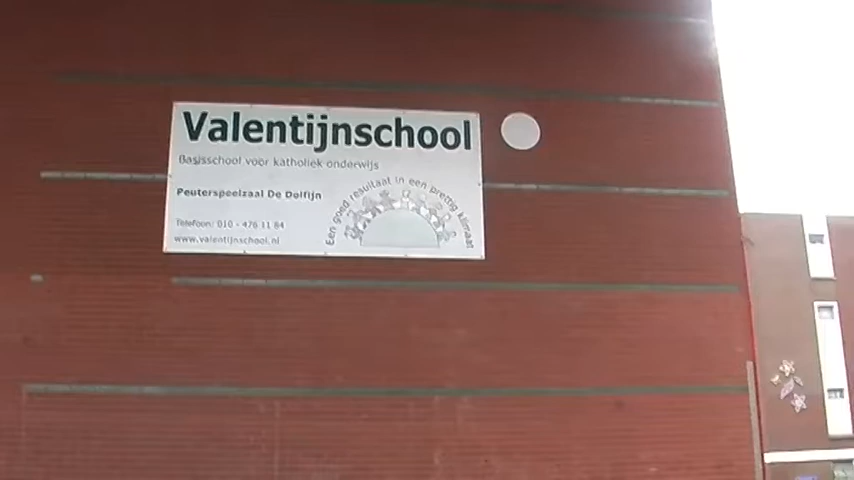 Valentijnschool
Basisschool voor katholiek onderwijs
Peuterspeelzaal De Dolfijn
Telefoon: 010 - 476 11 84
www.valentijnschool.nl
Een goed resultaat in een prettig klimaat